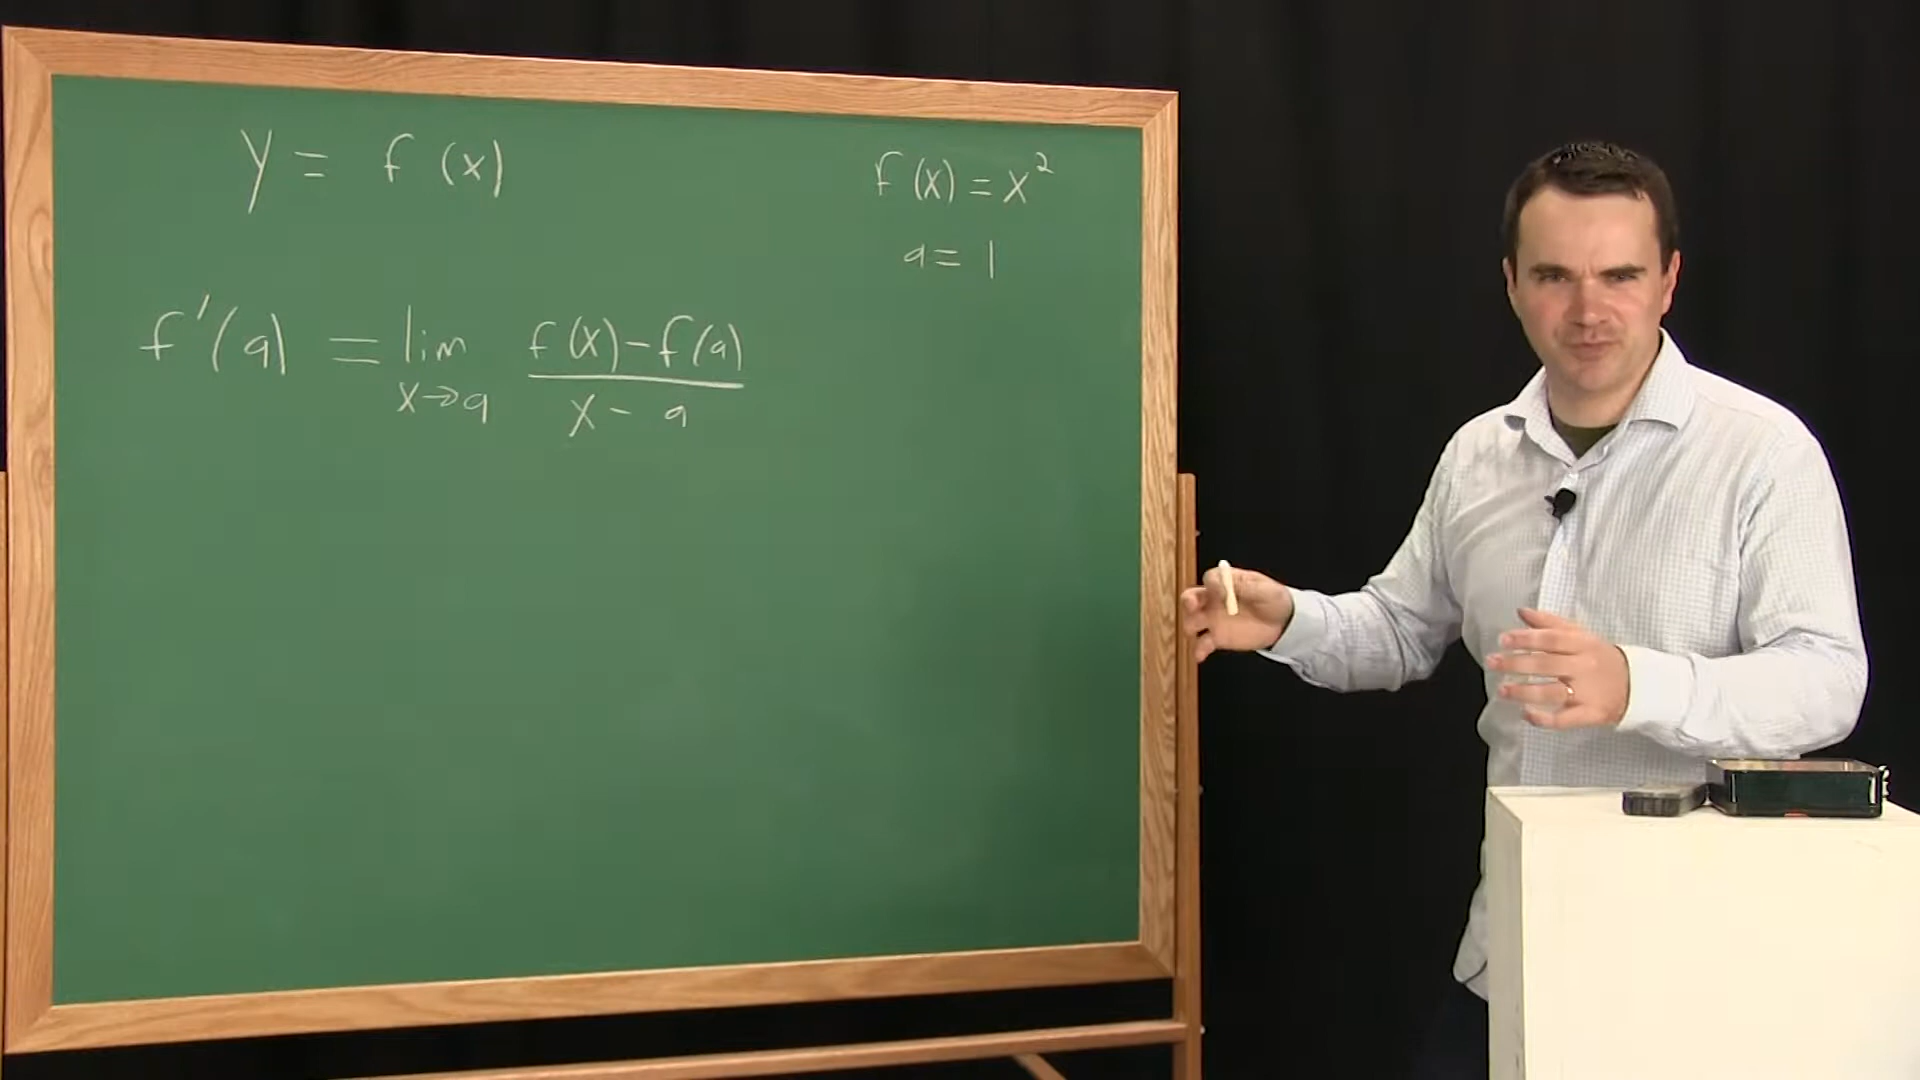 y = f (x)
f(x) = x²
a = 1
f'(a) = lim x→a f(x) - f(a) / x - a